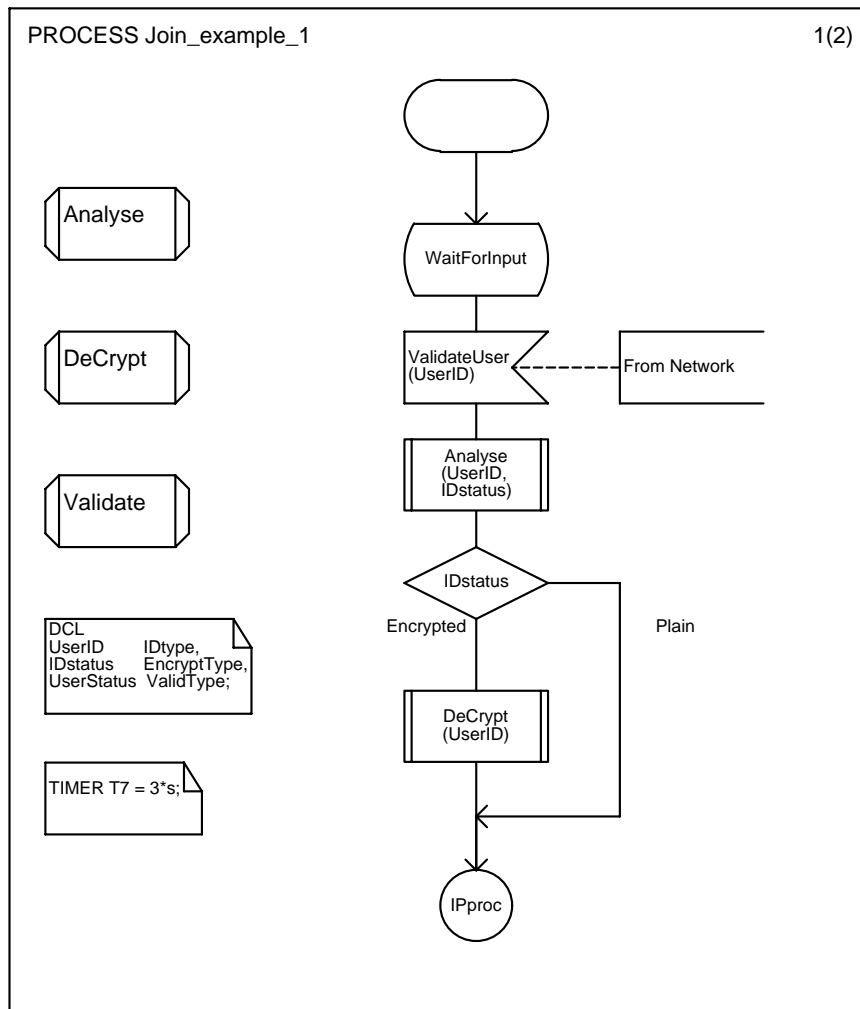 PROCESS Join_example_1
1(2)
Analyse
DeCrypt
Validate
DCL
UserID IDtype,
IDstatus EncryptType,
UserStatus ValidType;
TIMER T7 = 3*s;
WaitForInput
ValidateUser
(UserID)
From Network
Analyse
(UserID,
IDstatus)
IDstatus
Encrypted
Plain
DeCrypt
(UserID)
IPproc